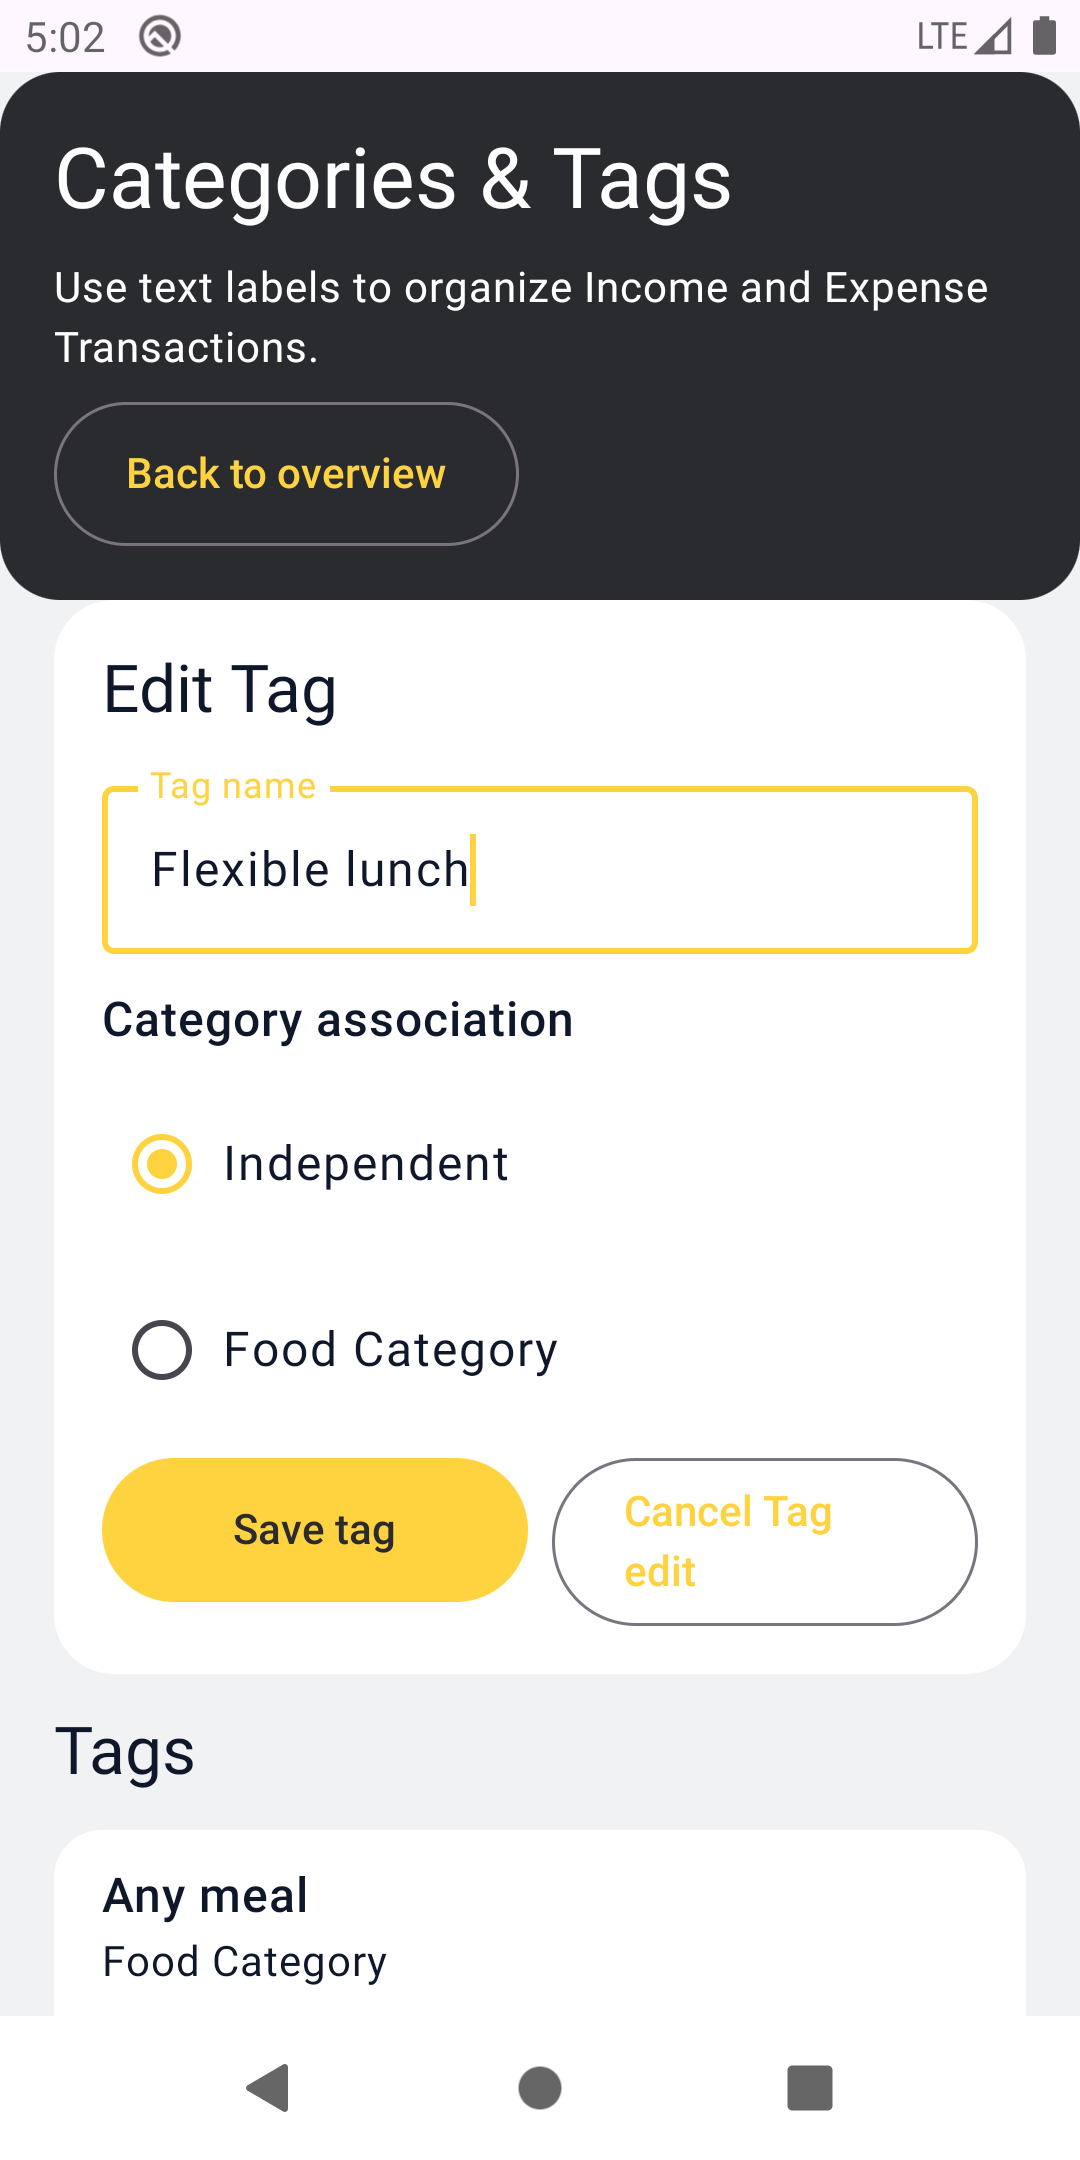 5:02
LTE
Categories & Tags
Use text labels to organize Income and Expense
Transactions.
Back to overview
Edit Tag
Tag name
Flexible lunch
Category association
Independent
Food Category
Save tag
Cancel Tag
edit
Tags
Any meal
Food Category